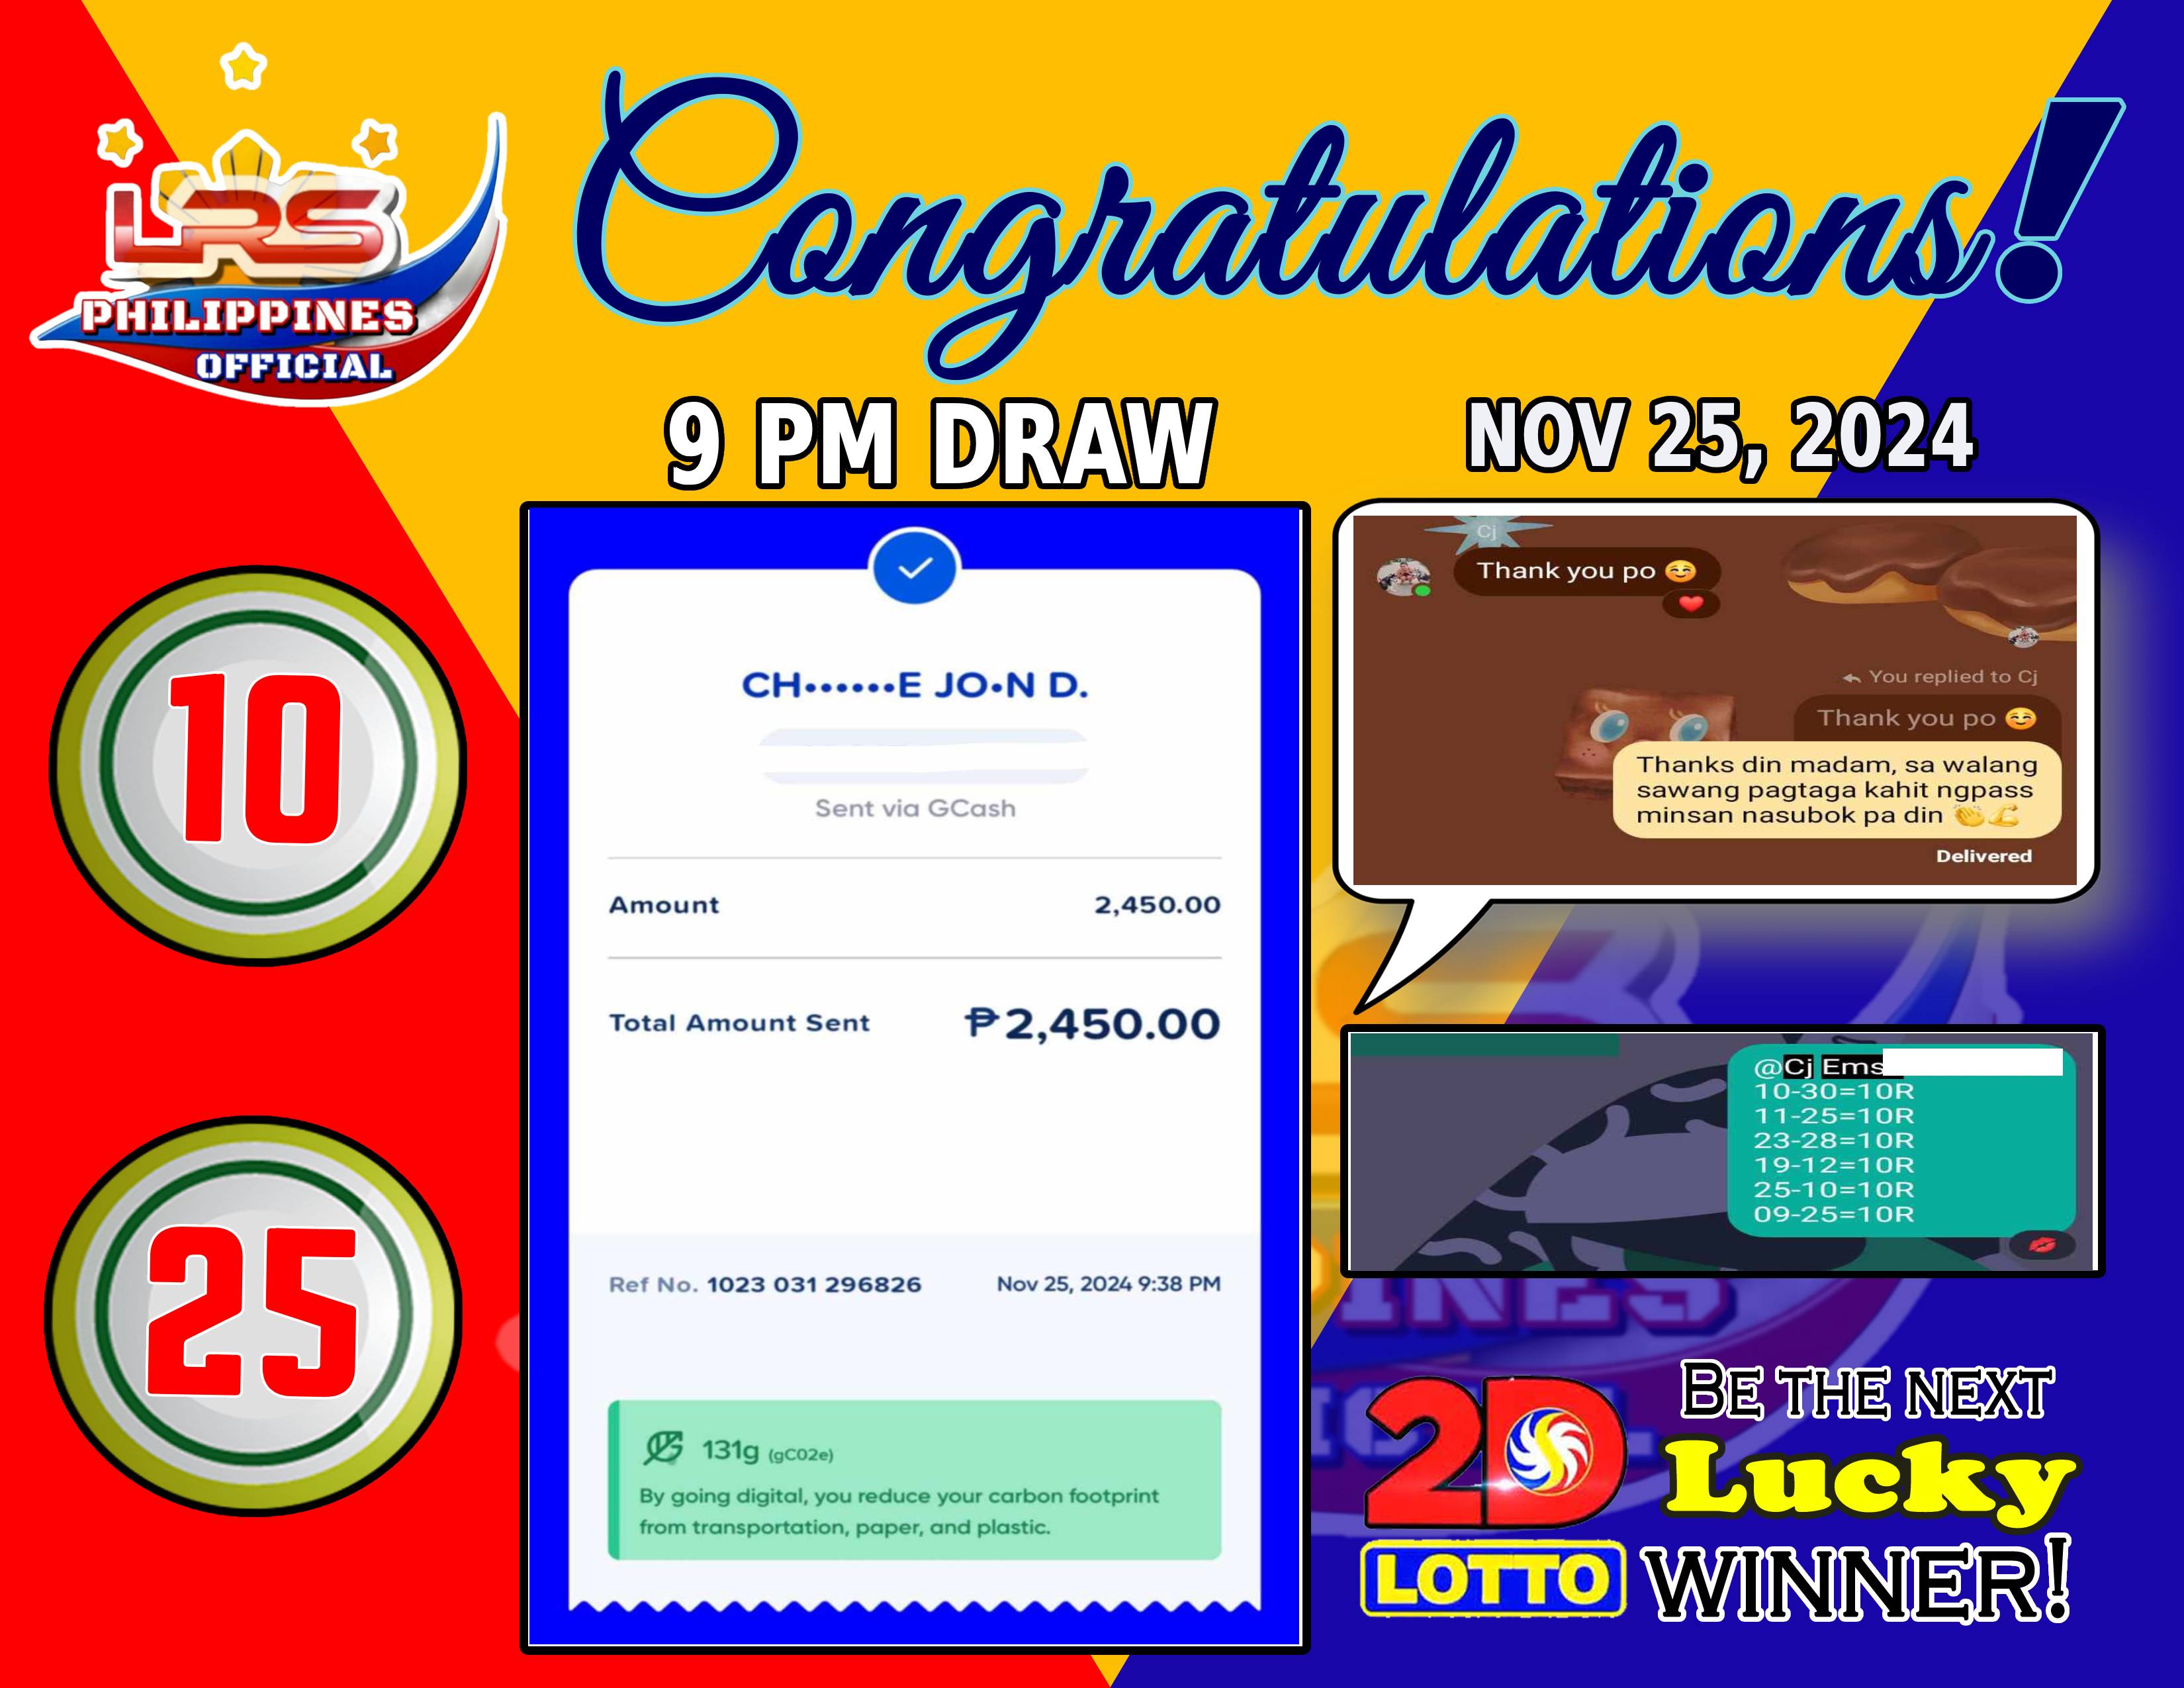 LRS
PHILIPPINES
OFFICIAL
Congratulations!
9 PM DRAW
NOV 25, 2024
10
25
CH••••••E JO•N D.
Sent via GCash
Amount 2,450.00
Total Amount Sent ₱2,450.00
Ref No. 1023 031 296826 Nov 25, 2024 9:38 PM
131g (gC02e)
By going digital, you reduce your carbon footprint
from transportation, paper, and plastic.
Cj
Thank you po ☺️
You replied to Cj
Thank you po ☺️
Thanks din madam, sa walang
sawang pagtaga kahit ngpass
minsan nasubok pa din 👏💪
Delivered
@Cj Ems
10-30=10R
11-25=10R
23-28=10R
19-12=10R
25-10=10R
09-25=10R
2D
LOTTO
BE THE NEXT
Lucky
WINNER!